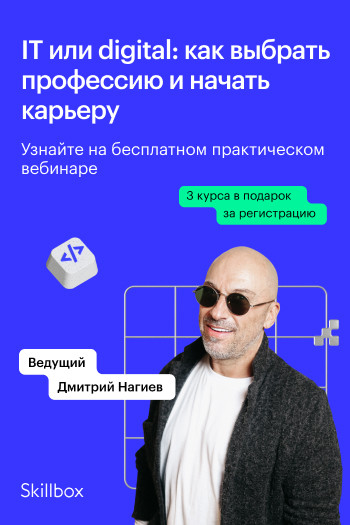 IT или digital: как выбрать
профессию и начать
карьеру
Узнайте на бесплатном практическом
вебинаре
3 курса в подарок
за регистрацию
</>
Ведущий
Дмитрий Нагиев
Skillbox